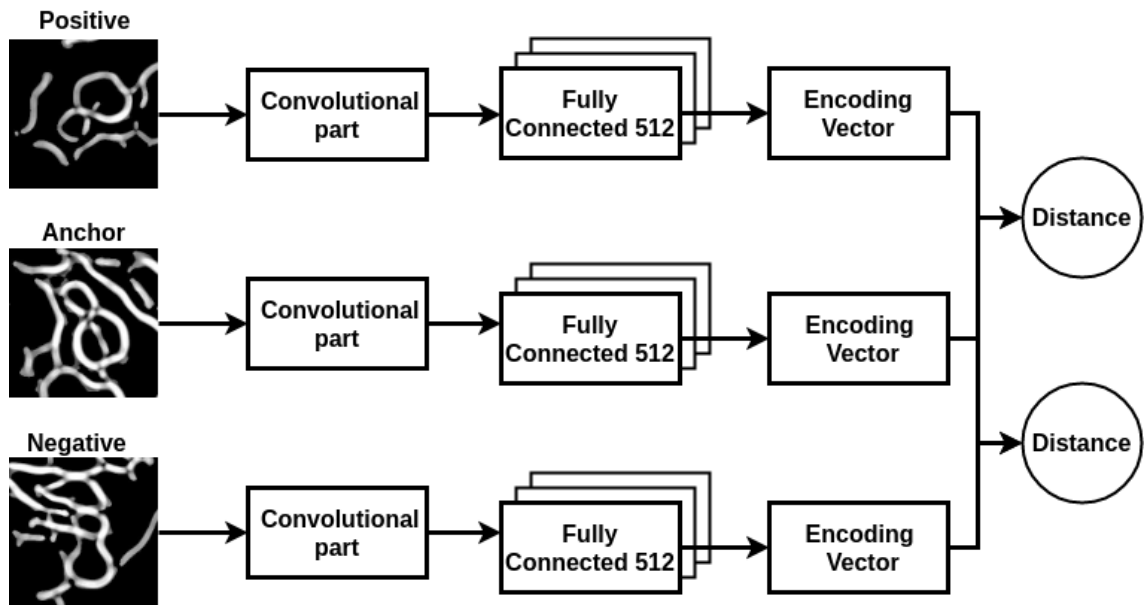 Positive
Convolutional
part
Fully
Connected 512
Encoding
Vector
Distance
Anchor
Convolutional
part
Fully
Connected 512
Encoding
Vector
Distance
Negative
Convolutional
part
Fully
Connected 512
Encoding
Vector